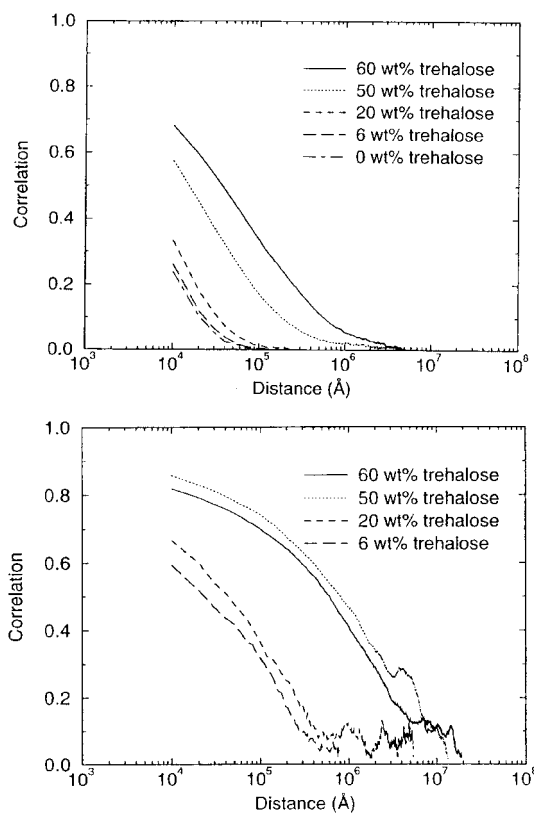 1.0
0.8
0.6
0.4
0.2
0.0
Correlation
60 wt% trehalose
50 wt% trehalose
20 wt% trehalose
6 wt% trehalose
0 wt% trehalose
10³ 10⁴ 10⁵ 10⁶ 10⁷ 10⁸
Distance (Å)
1.0
0.8
0.6
0.4
0.2
0.0
Correlation
60 wt% trehalose
50 wt% trehalose
20 wt% trehalose
6 wt% trehalose
10³ 10⁴ 10⁵ 10⁶ 10⁷ 10⁸
Distance (Å)